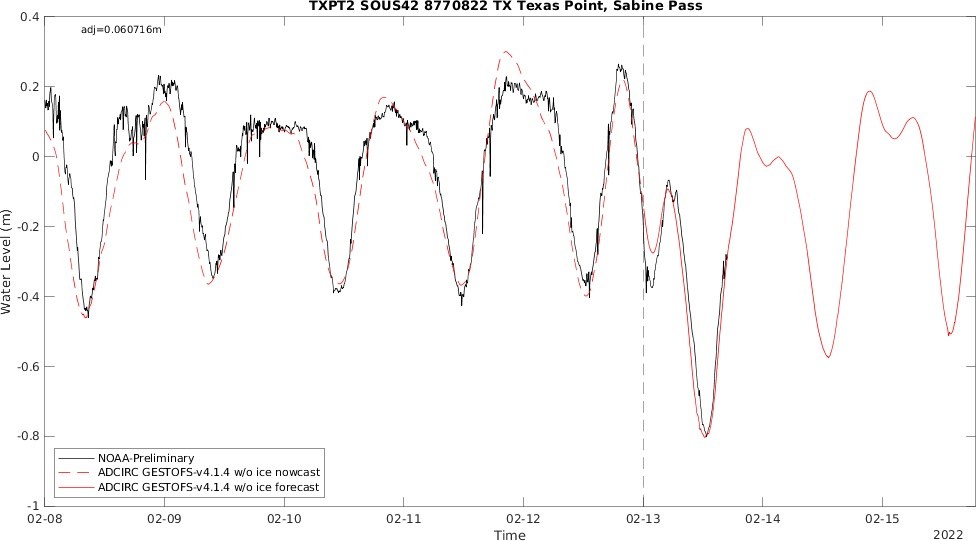 TXPT2 SOUS42 8770822 TX Texas Point, Sabine Pass
adj=0.060716m
0.4
0.2
0
-0.2
-0.4
-0.6
-0.8
-1
Water Level (m)
NOAA-Preliminary
ADCIRC GESTOFS-v4.1.4 w/o ice nowcast
ADCIRC GESTOFS-v4.1.4 w/o ice forecast
02-08 02-09 02-10 02-11 02-12 02-13 02-14 02-15
Time
2022